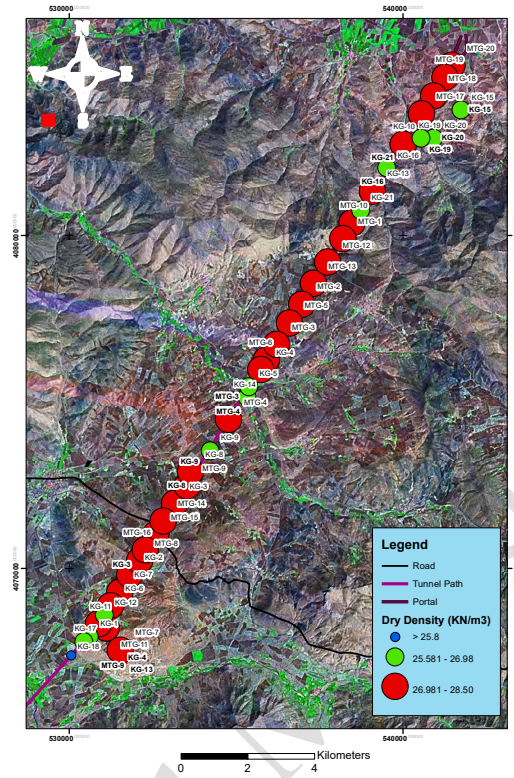 530000
540000
N
S
MTG-20
MTG-19
MTG-18
MTG-17
KG-15
KG-15
KG-10
KG-19
KG-20
KG-20
KG-19
KG-21
KG-16
KG-13
KG-16
KG-21
MTG-10
MTG-1
MTG-12
MTG-13
MTG-2
MTG-5
MTG-3
MTG-6
KG-4
KG-5
KG-14
MTG-3
MTG-4
MTG-4
KG-9
KG-8
KG-9
MTG-9
KG-8
KG-3
MTG-14
MTG-15
MTG-16
MTG-8
KG-2
KG-3
KG-7
KG-6
KG-12
KG-11
KG-17
KG-1
MTG-7
KG-18
MTG-11
KG-4
MTG-9
KG-13
Legend
Road
Tunnel Path
Portal
Dry Density (KN/m3)
> 25.8
25.581 - 26.98
26.981 - 28.50
530000
540000
Kilometers
0
2
4